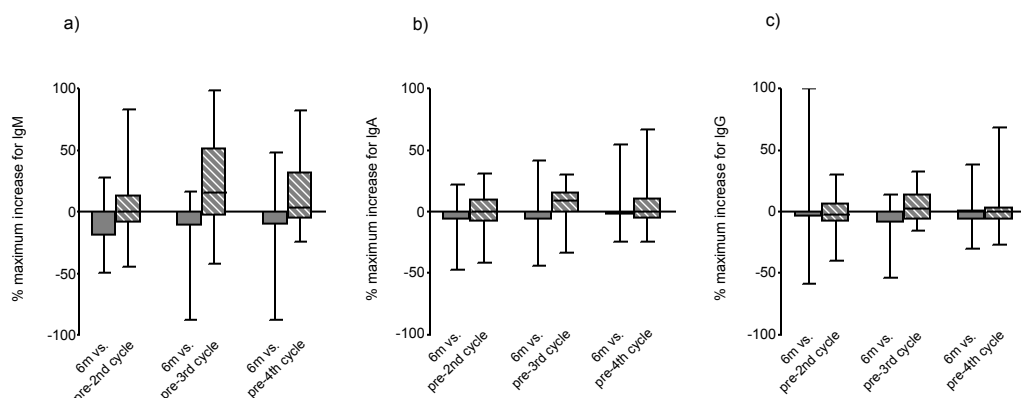 a)
% maximum increase for IgM
100
50
0
-50
-100
6m vs.
pre-2nd cycle
6m vs.
pre-3rd cycle
6m vs.
pre-4th cycle
b)
% maximum increase for IgA
100
50
0
-50
-100
6m vs.
pre-2nd cycle
6m vs.
pre-3rd cycle
6m vs.
pre-4th cycle
c)
% maximum increase for IgG
100
50
0
-50
-100
6m vs.
pre-2nd cycle
6m vs.
pre-3rd cycle
6m vs.
pre-4th cycle